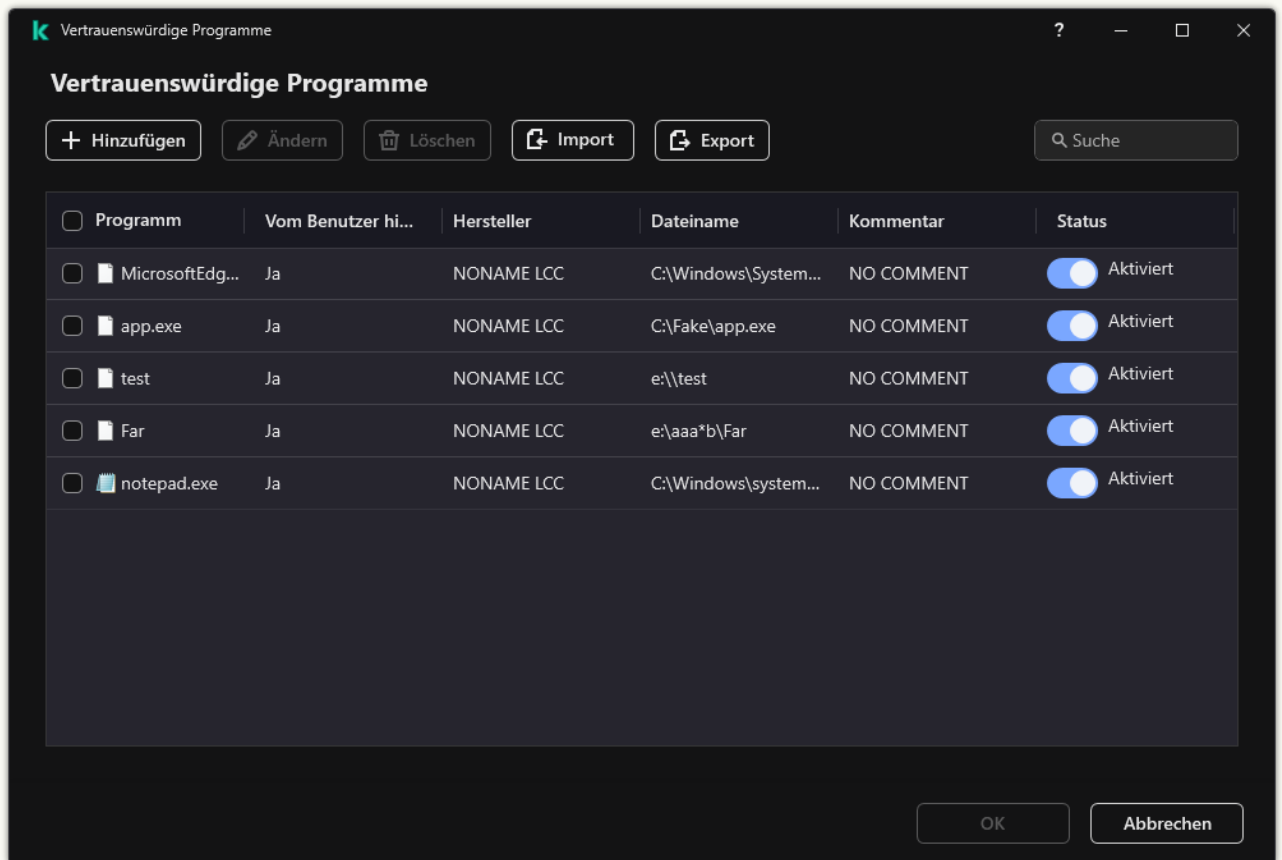 Vertrauenswürdige Programme
Vertrauenswürdige Programme
Hinzufügen Ändern Löschen Import Export Suche
Programm Vom Benutzer hi... Hersteller Dateiname Kommentar Status
MicrosoftEdg... Ja NONAME LCC C:\Windows\System... NO COMMENT Aktiviert
app.exe Ja NONAME LCC C:\Fake\app.exe NO COMMENT Aktiviert
test Ja NONAME LCC e:\\test NO COMMENT Aktiviert
Far Ja NONAME LCC e:\aaa*b\Far NO COMMENT Aktiviert
notepad.exe Ja NONAME LCC C:\Windows\system... NO COMMENT Aktiviert
OK Abbrechen